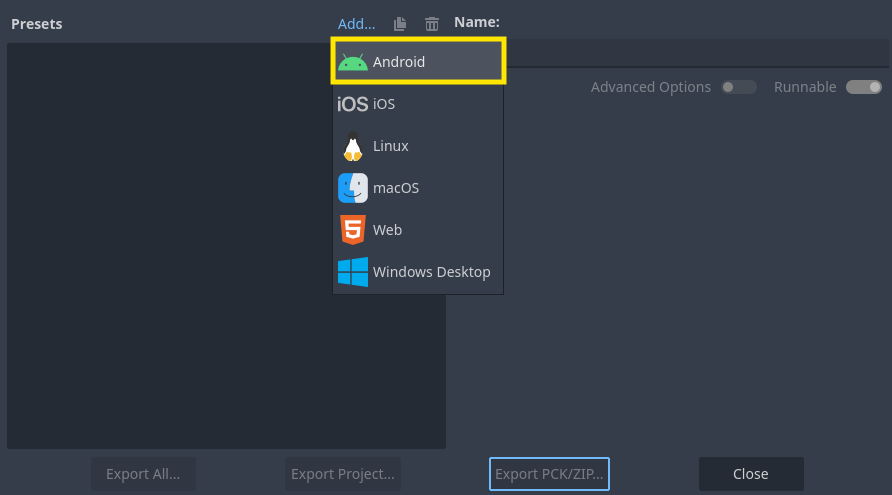 Presets
Add...
Name:
Android
Advanced Options
Runnable
iOS iOS
Linux
macOS
Web
Windows Desktop
Export All...
Export Project...
Export PCK/ZIP...
Close